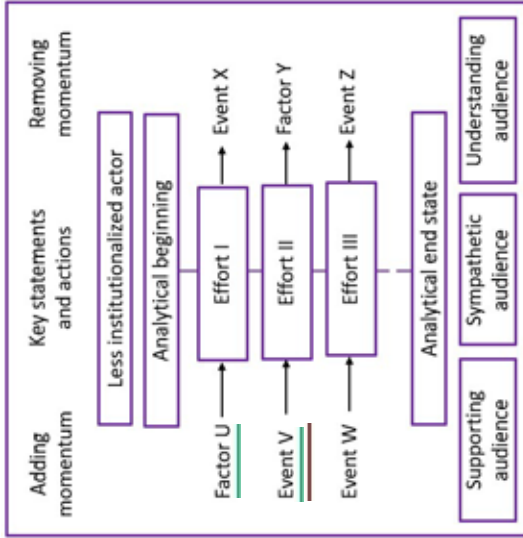 Adding
momentum
Key statements
and actions
Removing
momentum
Less institutionalized actor
Analytical beginning
Factor U
Effort I
Event X
Event V
Effort II
Factor Y
Event W
Effort III
Event Z
Analytical end state
Supporting
audience
Sympathetic
audience
Understanding
audience